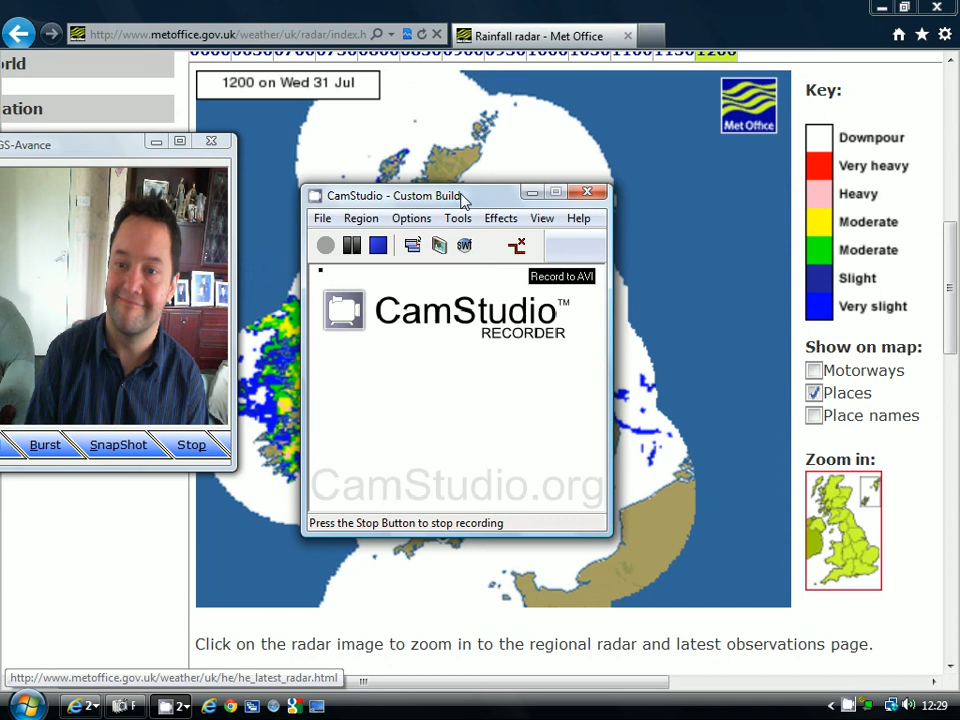 http://www.metoffice.gov.uk/weather/uk/radar/index.h
Rainfall radar - Met Office
1200
orld
ation
1200 on Wed 31 Jul
Met Office
Key:
Downpour
Very heavy
Heavy
Moderate
Moderate
Slight
Very slight
Show on map:
Motorways
Places
Place names
Zoom in:
GS-Avance
Burst
SnapShot
Stop
CamStudio - Custom Build
File Region Options Tools Effects View Help
SWf
Record to AVI
CamStudio™
RECORDER
CamStudio.org
Press the Stop Button to stop recording
Click on the radar image to zoom in to the regional radar and latest observations page.
http://www.metoffice.gov.uk/weather/uk/he/he_latest_radar.html
2
F
2
12:29